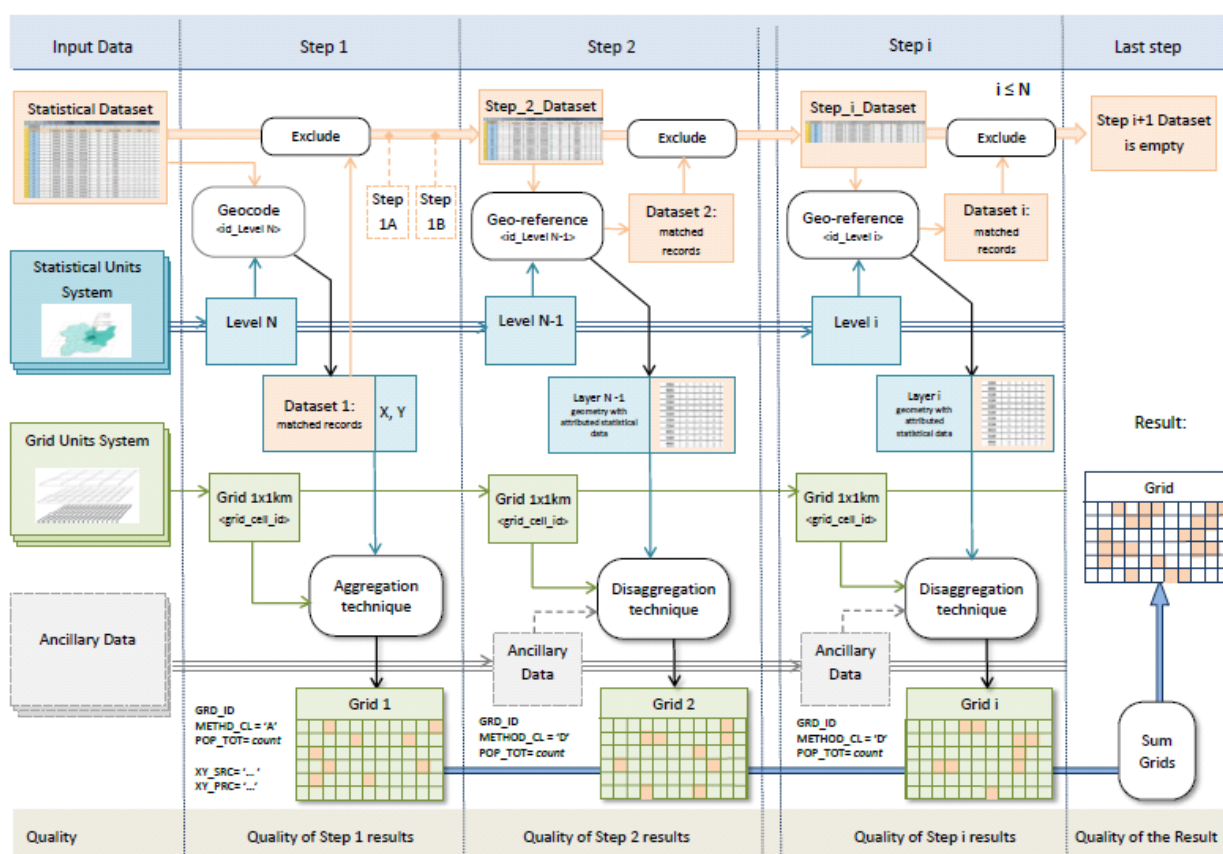 Input Data
Step 1
Step 2
Step i
Last step
Statistical Dataset
Exclude
Step_2_Dataset
Exclude
Step_i_Dataset
i ≤ N
Exclude
Step i+1 Dataset
is empty
Geocode
<id_Level N>
Step
1A
Step
1B
Geo-reference
<id_Level N-1>
Dataset 2:
matched
records
Geo-reference
<id_Level i>
Dataset i:
matched
records
Statistical Units
System
Level N
Level N-1
Level i
Dataset 1:
matched records
X, Y
Layer N -1
geometry with
attributed statistical
data
Layer i
geometry with
attributed
statistical data
Grid Units System
Result:
Grid 1x1km
<grid_cell_id>
Grid 1x1km
<grid_cell_id>
Grid 1x1km
<grid_cell_id>
Grid
Aggregation
technique
Disaggregation
technique
Disaggregation
technique
Ancillary Data
Ancillary
Data
Ancillary
Data
GRD_ID
METHD_CL = 'A'
POP_TOT= count
XY_SRC= '... '
XY_PRC= '...'
Grid 1
GRD_ID
METHOD_CL = 'D'
POP_TOT= count
Grid 2
GRD_ID
METHOD_CL = 'D'
POP_TOT= count
Grid i
Sum
Grids
Quality
Quality of Step 1 results
Quality of Step 2 results
Quality of Step i results
Quality of the Result